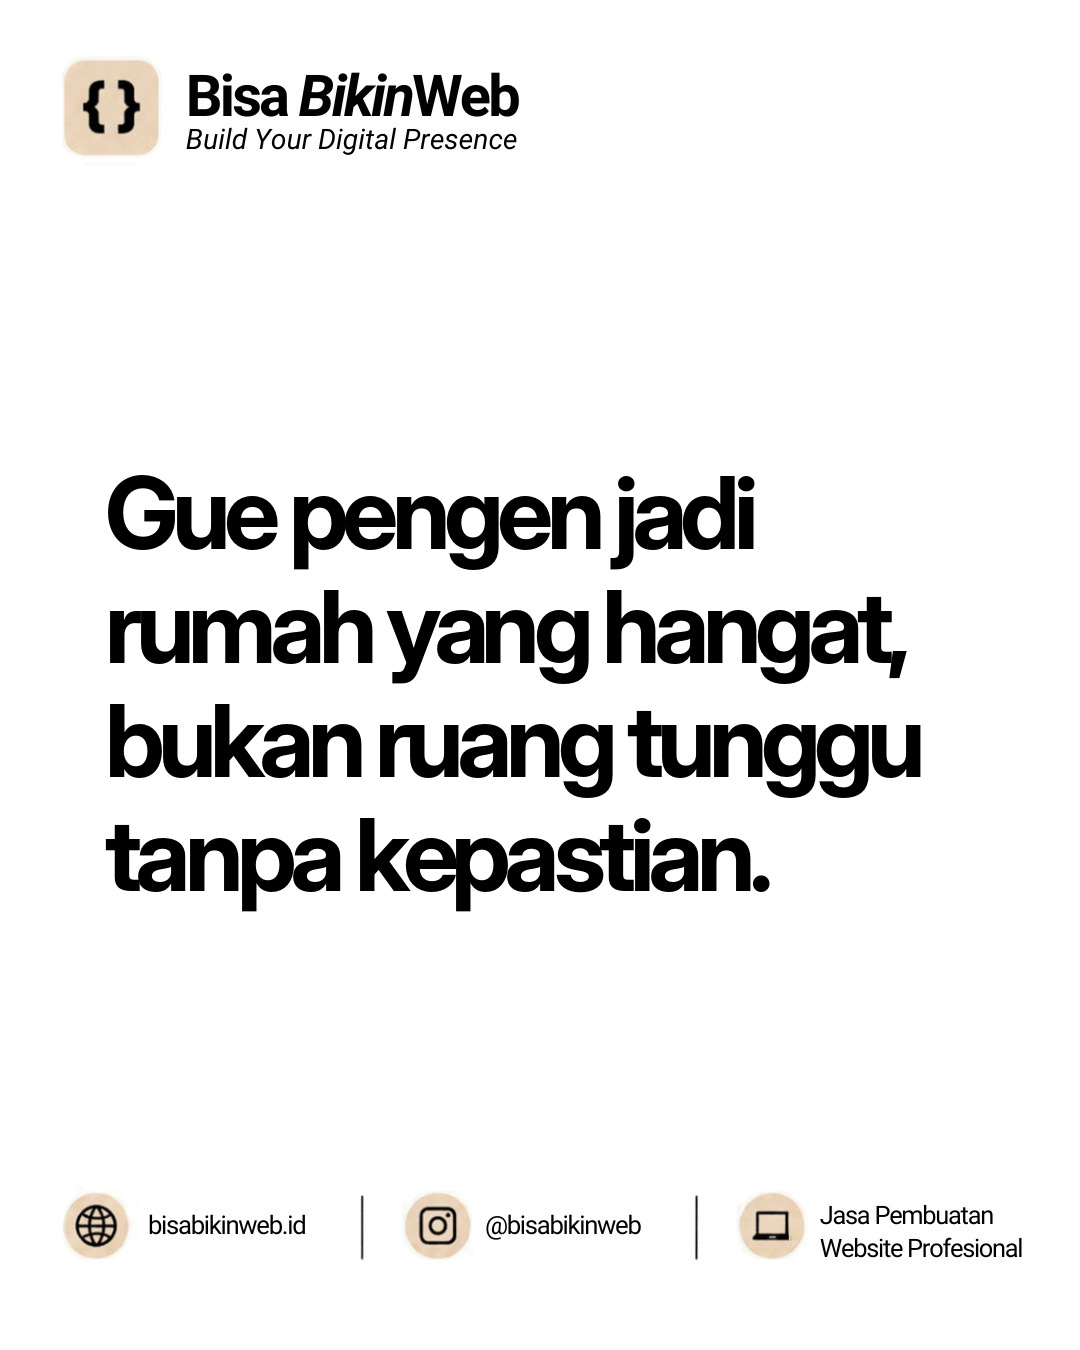 { }
Bisa BikinWeb
Build Your Digital Presence
Gue pengen jadi
rumah yang hangat,
bukan ruang tunggu
tanpa kepastian.
bisabikinweb.id
@bisabikinweb
Jasa Pembuatan
Website Profesional